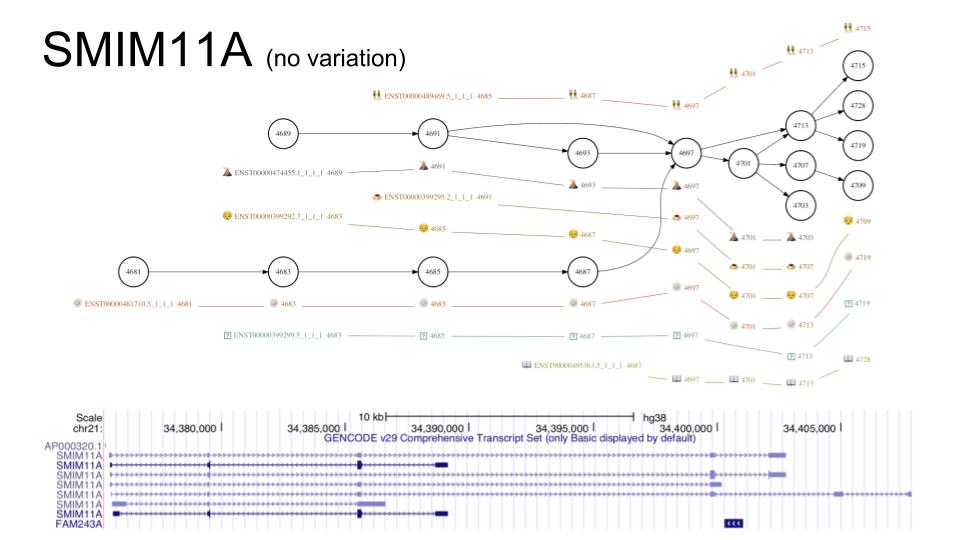 SMIM11A (no variation)
4715
4713
4701
ENST00000489469.5_1_1_1 4685 4687 4697
4715
4728
4689 4691 4713 4719
4693 4697 4701 4707
ENST00000474455.1_1_1_1 4689 4691 4693 4697 4709
ENST00000399295.2_1_1_1 4691 4703
ENST00000399292.7_1_1_1 4683 4685 4687 4697 4709
4697 4701 4703
4719
4681 4683 4685 4687 4701 4707
4697 4701 4707
ENST00000481710.5_1_1_1 4681 4683 4685 4687 4719
4701 4713
ENST00000399299.5_1_1_1 4683 4685 4687 4697
4713
ENST00000495363.5_1_1_1 4687 4728
4697 4701 4713
Scale 10 kb hg38
chr21: 34,380,000 34,385,000 34,390,000 34,395,000 34,400,000 34,405,000
GENCODE v29 Comprehensive Transcript Set (only Basic displayed by default)
AP000320.1
SMIM11A
SMIM11A
SMIM11A
SMIM11A
SMIM11A
SMIM11A
SMIM11A
FAM243A